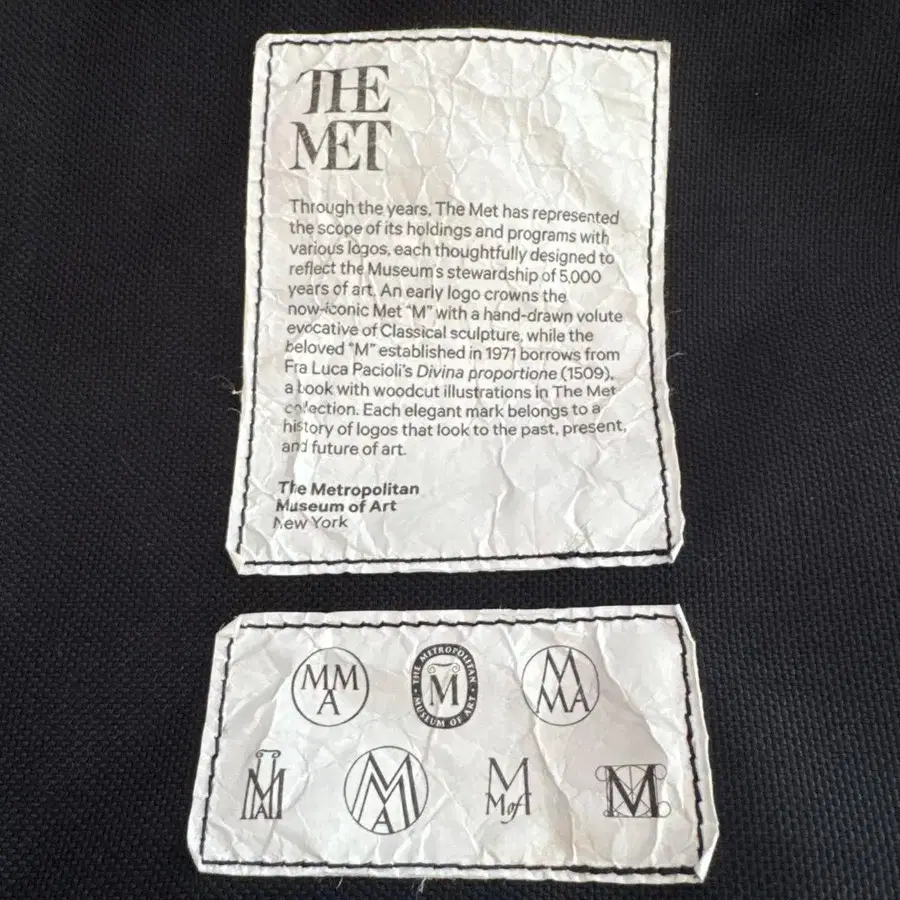 THE
MET
Through the years, The Met has represented
the scope of its holdings and programs with
various logos, each thoughtfully designed to
reflect the Museum's stewardship of 5,000
years of art. An early logo crowns the
now-iconic Met "M" with a hand-drawn volute
evocative of Classical sculpture, while the
beloved "M" established in 1971 borrows from
Fra Luca Pacioli's Divina proportione (1509),
a book with woodcut illustrations in The Met
collection. Each elegant mark belongs to a
history of logos that look to the past, present,
and future of art.
The Metropolitan
Museum of Art
New York
MMA
THE METROPOLITAN MUSEUM OF ART M
MMA
MMA
MMA
MMofA
M